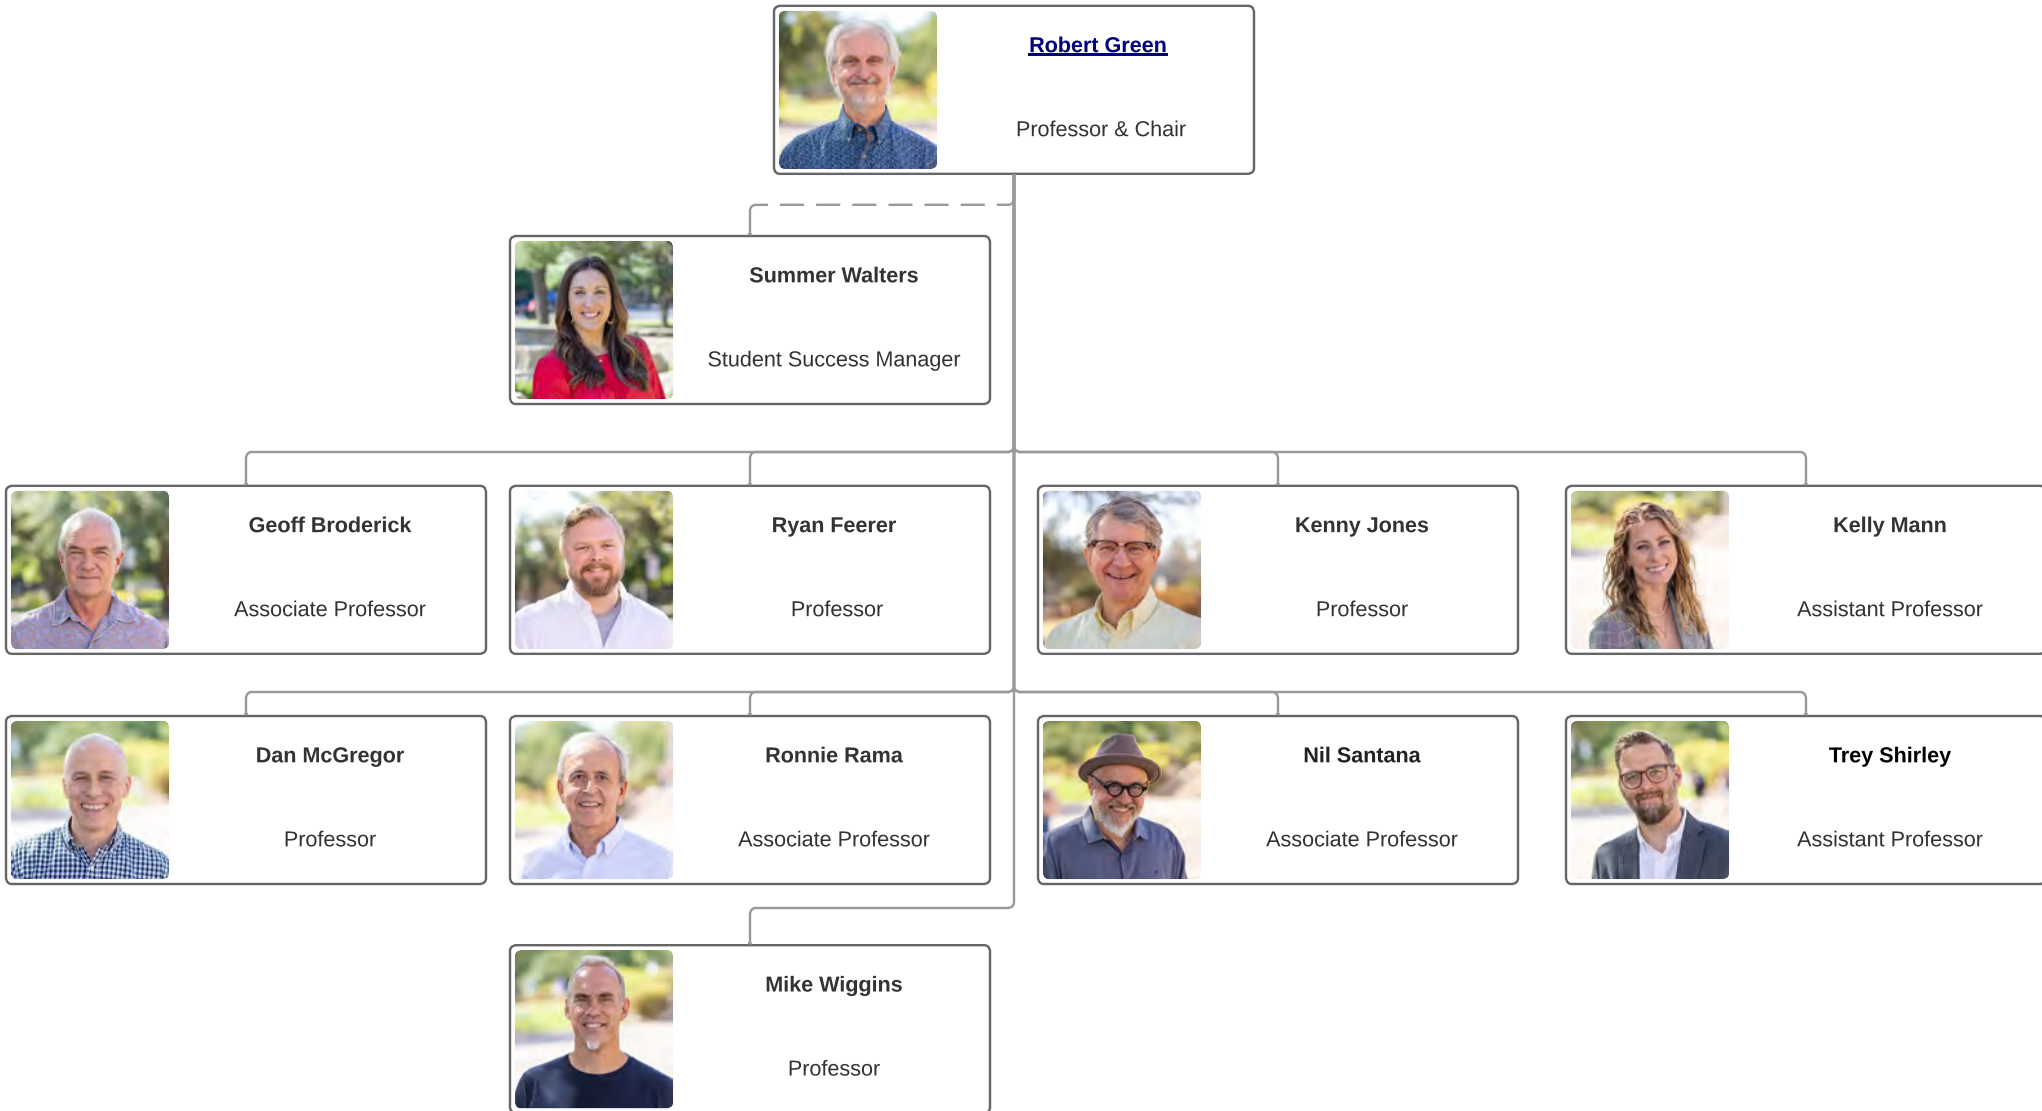 Robert Green
Professor & Chair
Summer Walters
Student Success Manager
Geoff Broderick
Associate Professor
Ryan Feerer
Professor
Kenny Jones
Professor
Kelly Mann
Assistant Professor
Dan McGregor
Professor
Ronnie Rama
Associate Professor
Nil Santana
Associate Professor
Trey Shirley
Assistant Professor
Mike Wiggins
Professor